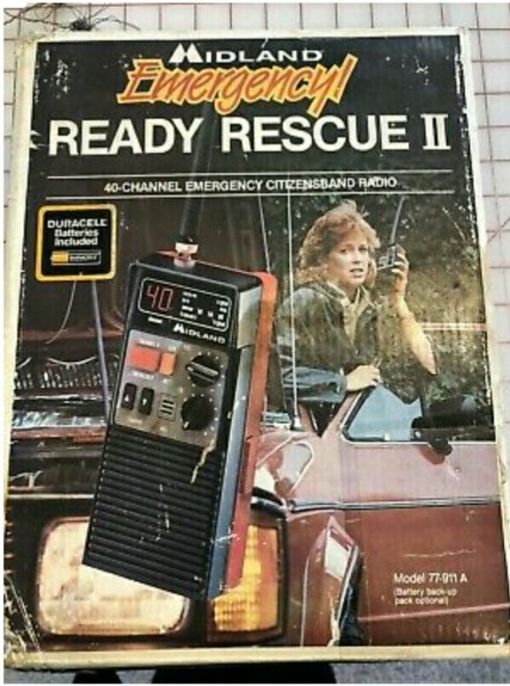 MIDLAND
Emergency!
READY RESCUE II
40-CHANNEL EMERGENCY CITIZENSBAND RADIO
DURACELL
Batteries
Included
DURACELL
40
MIDLAND
Model 77-911 A
(Battery back-up
pack optional)